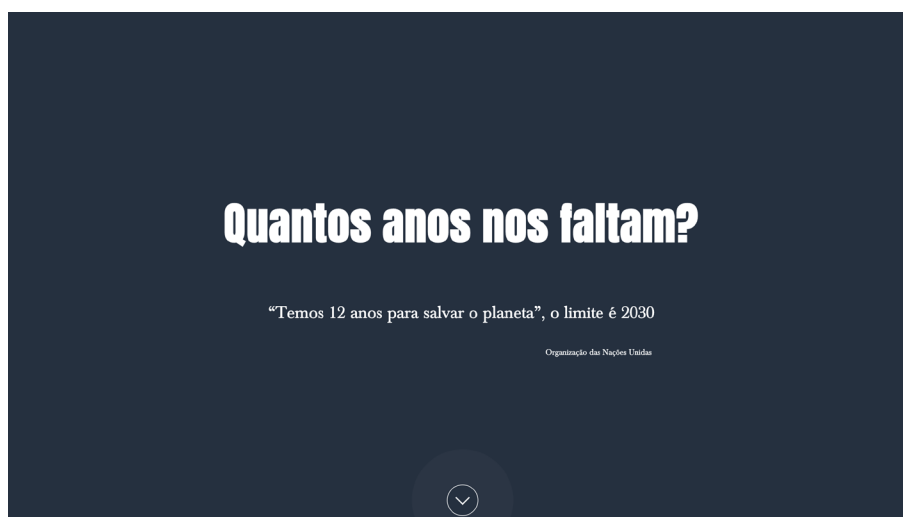 Quantos anos nos faltam?
“Temos 12 anos para salvar o planeta”, o limite é 2030
Organização das Nações Unidas